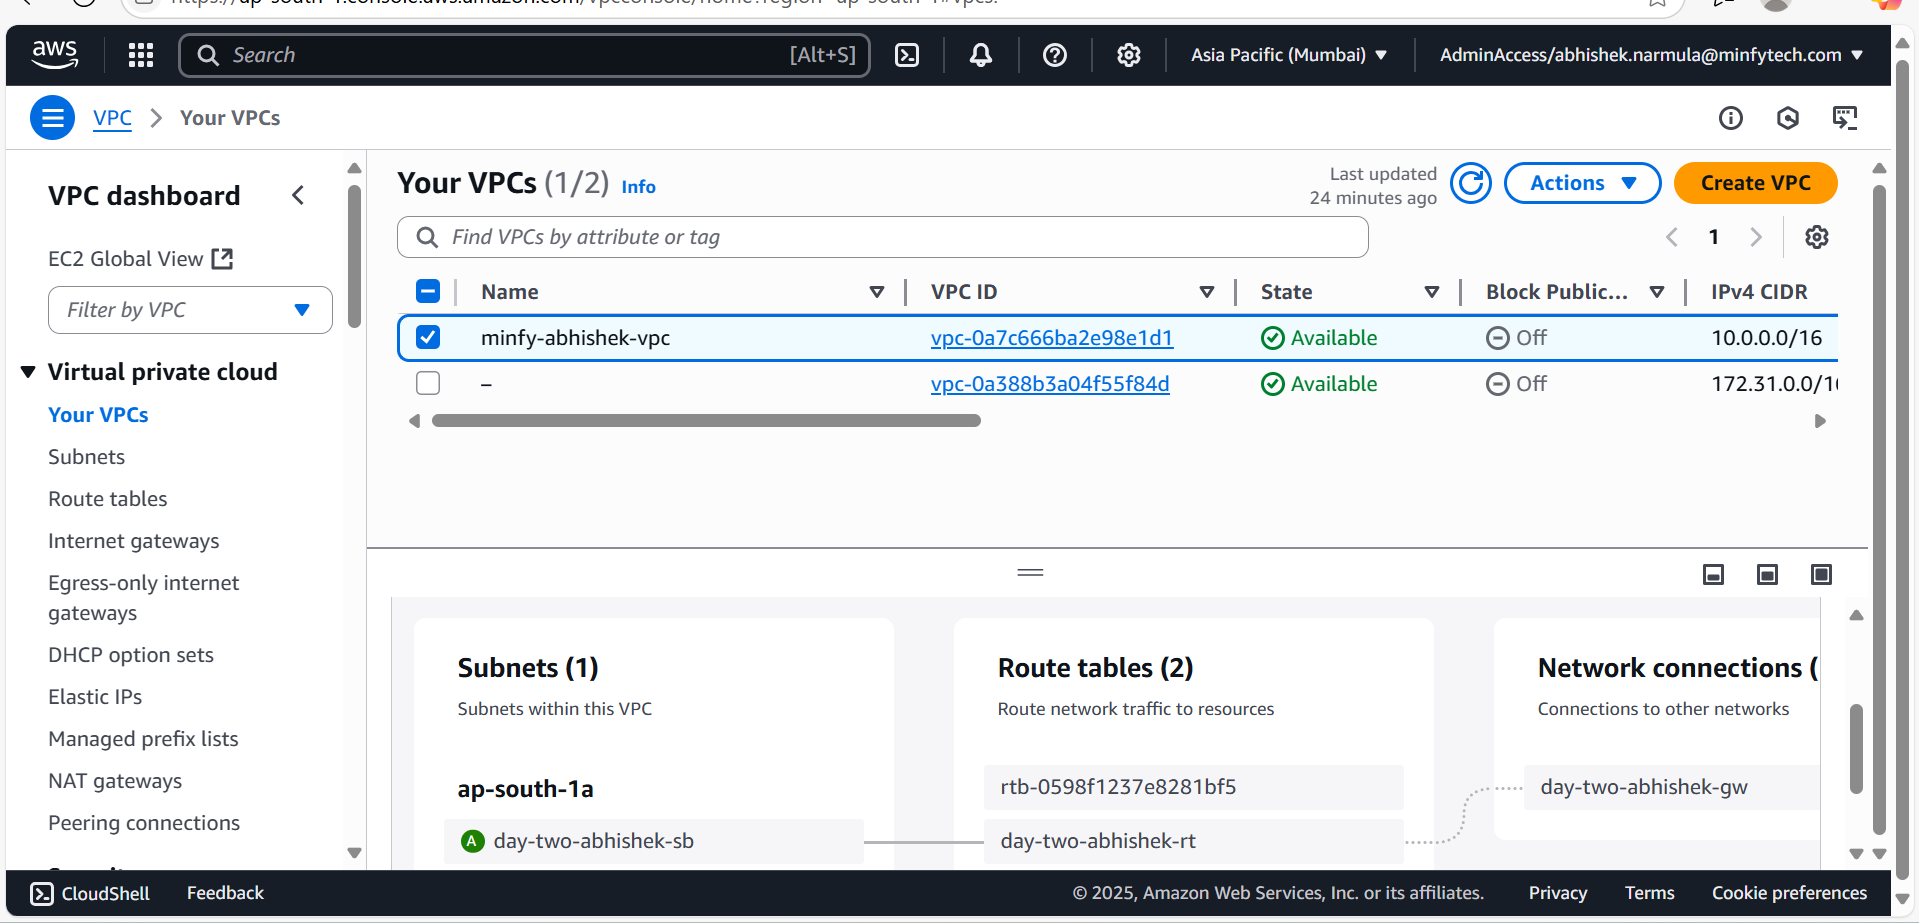 aws
Search [Alt+S]
Asia Pacific (Mumbai)
AdminAccess/abhishek.narmula@minfytech.com
VPC
Your VPCs
VPC dashboard
EC2 Global View
Filter by VPC
Virtual private cloud
Your VPCs
Subnets
Route tables
Internet gateways
Egress-only internet
gateways
DHCP option sets
Elastic IPs
Managed prefix lists
NAT gateways
Peering connections
Your VPCs (1/2) Info
Last updated
24 minutes ago
Actions
Create VPC
Find VPCs by attribute or tag
1
Name VPC ID State Block Public... IPv4 CIDR
minfy-abhishek-vpc vpc-0a7c666ba2e98e1d1 Available Off 10.0.0.0/16
– vpc-0a388b3a04f55f84d Available Off 172.31.0.0/1
Subnets (1)
Subnets within this VPC
ap-south-1a
A day-two-abhishek-sb
Route tables (2)
Route network traffic to resources
rtb-0598f1237e8281bf5
day-two-abhishek-rt
Network connections (
Connections to other networks
day-two-abhishek-gw
CloudShell
Feedback
© 2025, Amazon Web Services, Inc. or its affiliates.
Privacy
Terms
Cookie preferences